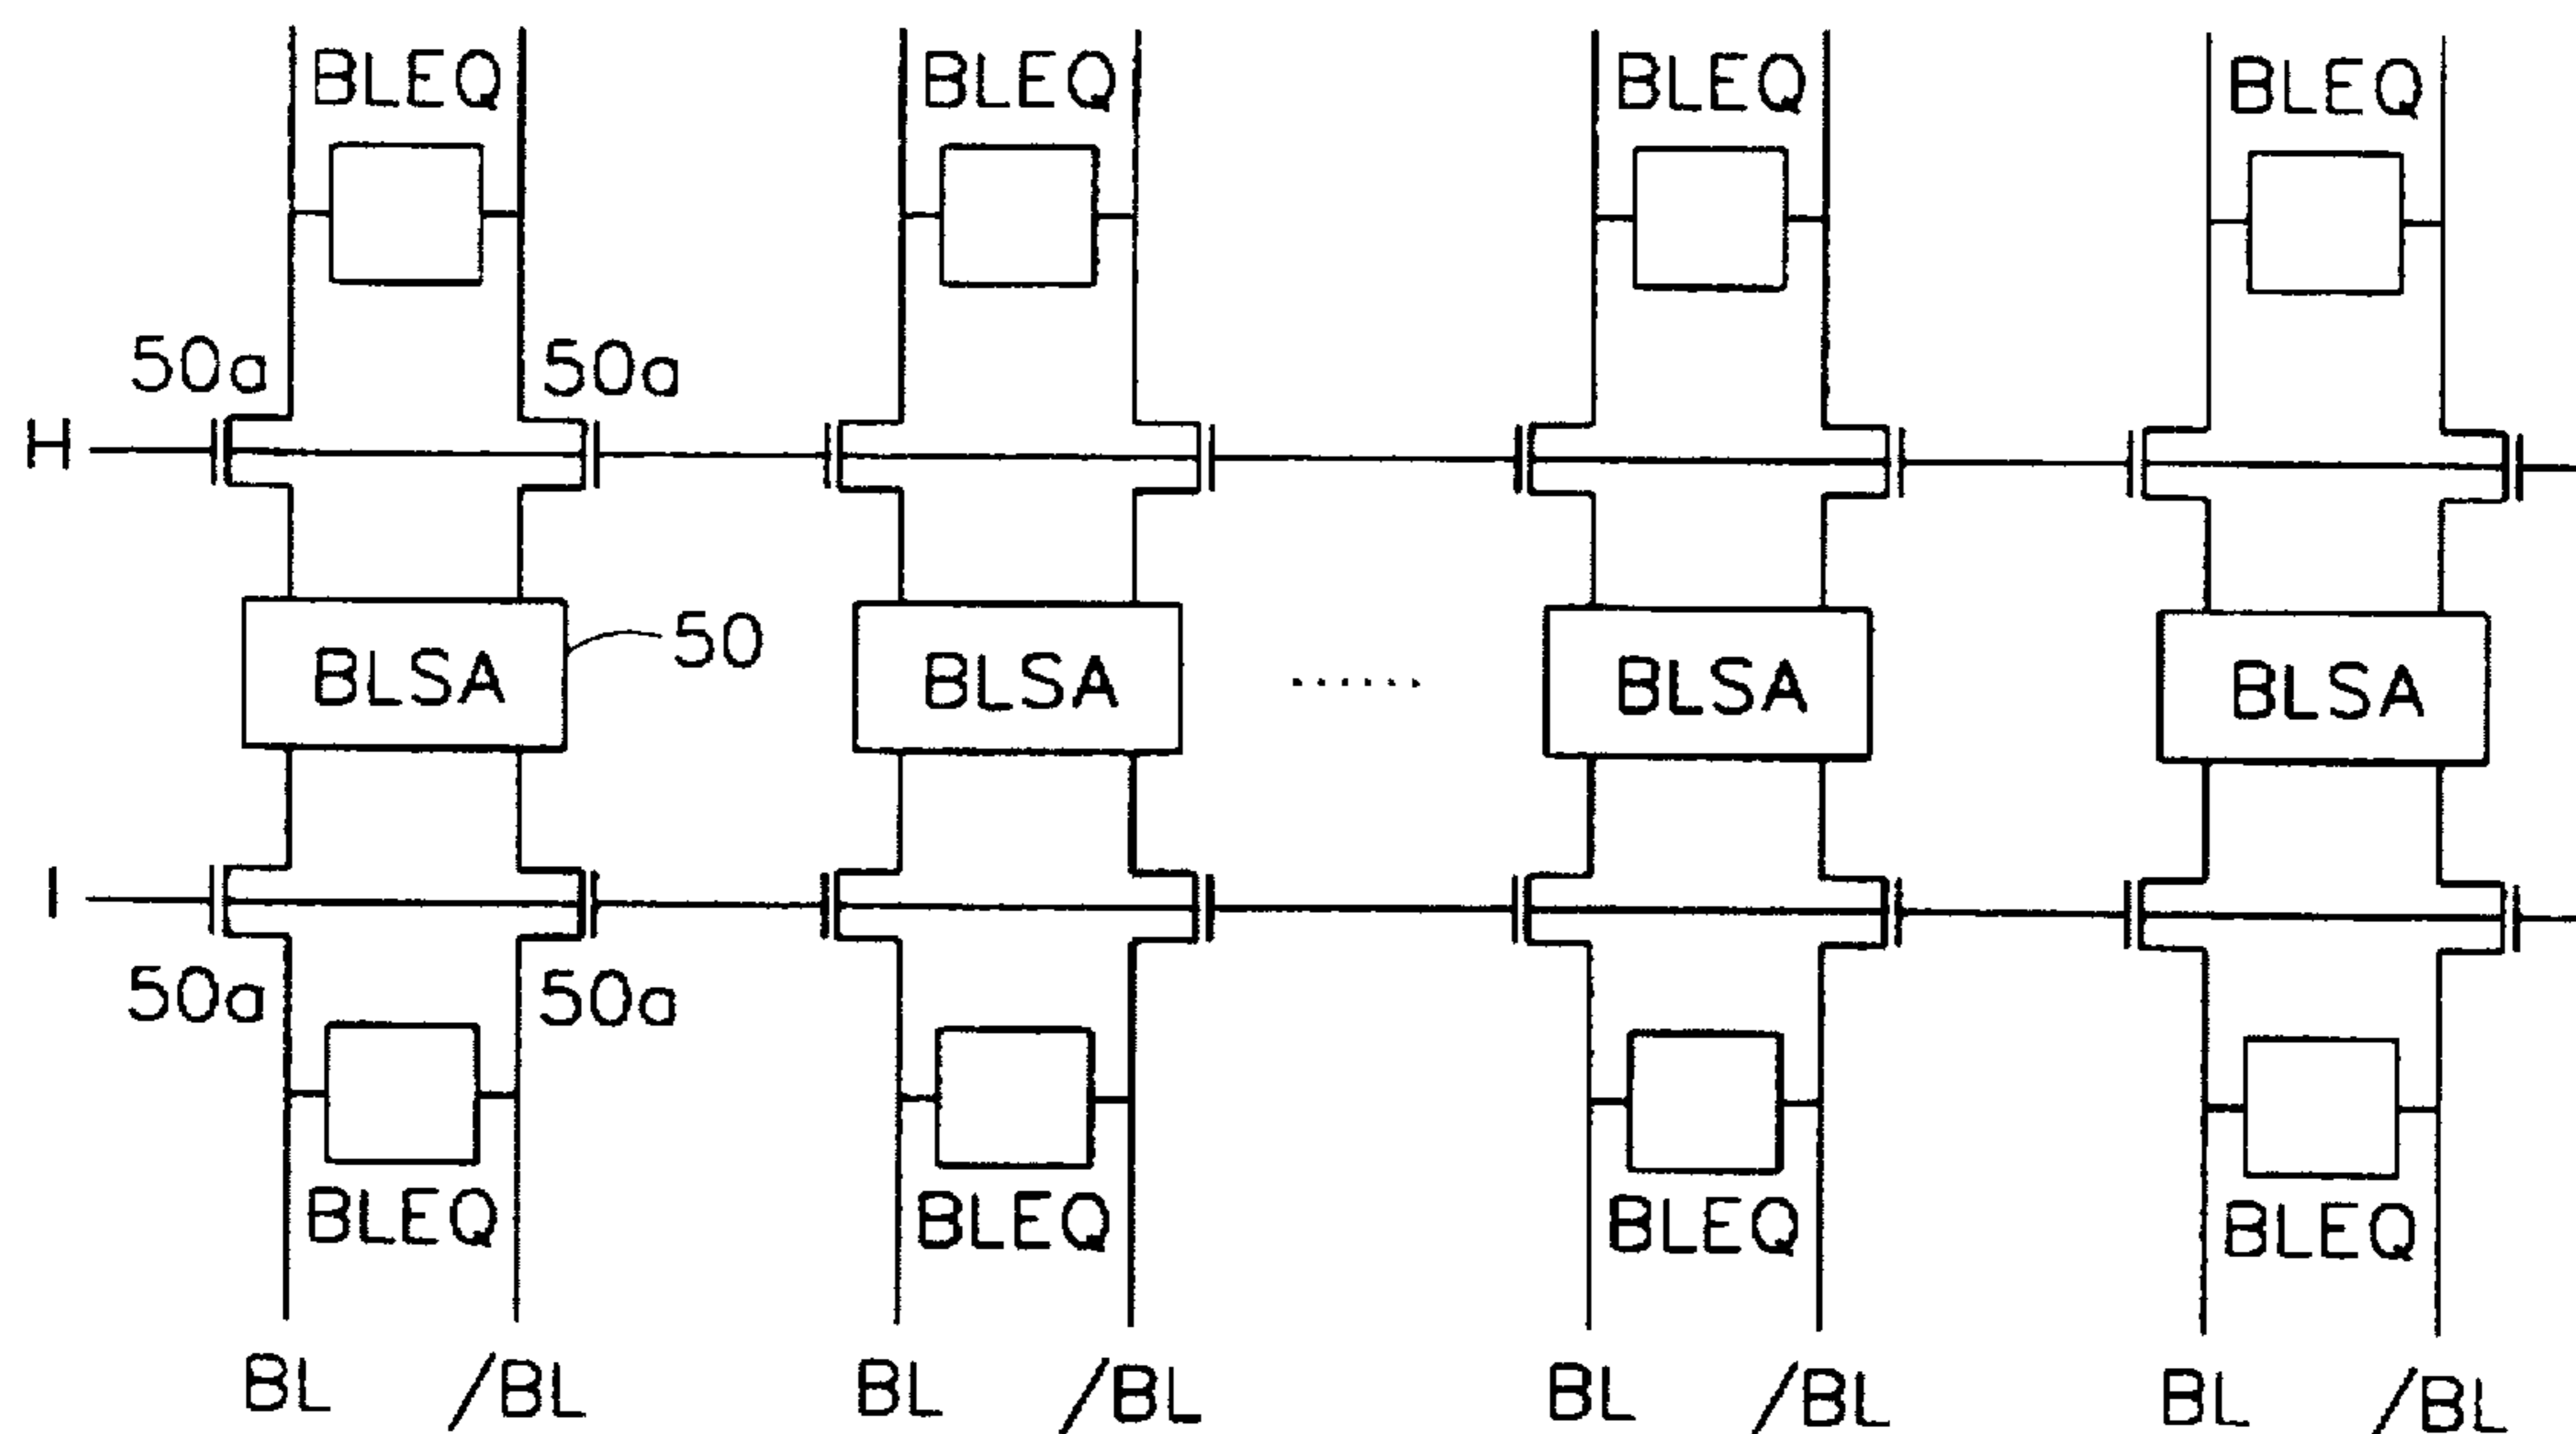 BLEQ BLEQ BLEQ BLEQ
50a 50a
H
50
BLSA BLSA BLSA BLSA
I
50a 50a
BLEQ BLEQ BLEQ BLEQ
BL /BL BL /BL BL /BL BL /BL